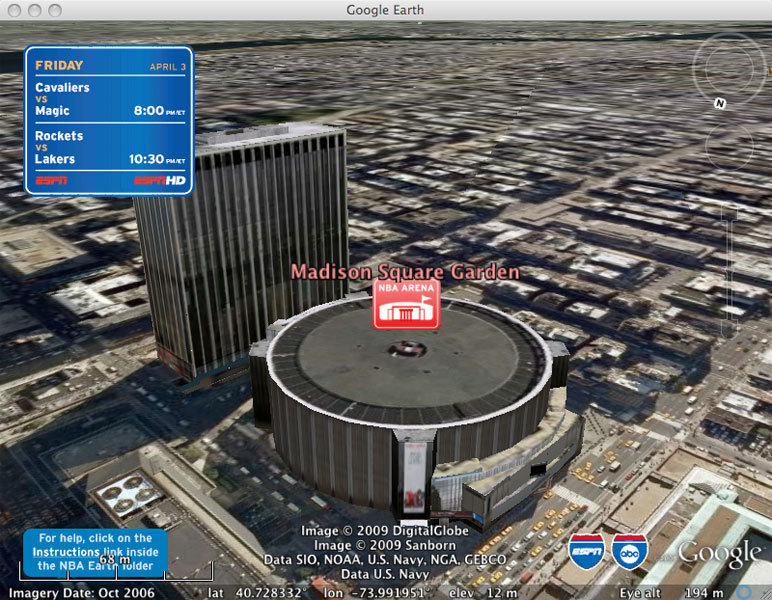 Google Earth
FRIDAY APRIL 3
Cavaliers
VS
Magic 8:00 PM/ET
Rockets
VS
Lakers 10:30 PM/ET
ESPN ESPNHD
N
Madison Square Garden
NBA ARENA
For help, click on the
Instructions link inside
the NBA Earth folder
68 m
Image © 2009 DigitalGlobe
Image © 2009 Sanborn
Data SIO, NOAA, U.S. Navy, NGA, GEBCO
Data U.S. Navy
ESPN abc
Google
Imagery Date: Oct 2006 lat 40.728332° lon -73.991951° elev 12 m Eye alt 194 m